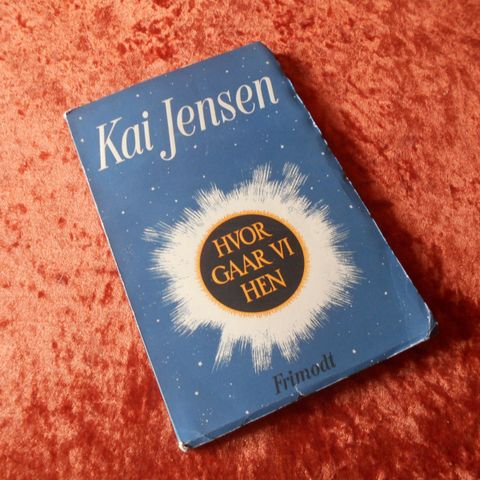 Kai Jensen
HVOR
GAAR VI
HEN
Frimodt